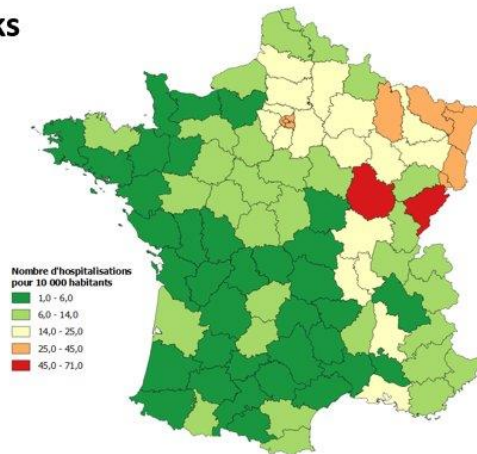 ks
Nombre d'hospitalisations
pour 10 000 habitants
1,0 - 6,0
6,0 - 14,0
14,0 - 25,0
25,0 - 45,0
45,0 - 71,0